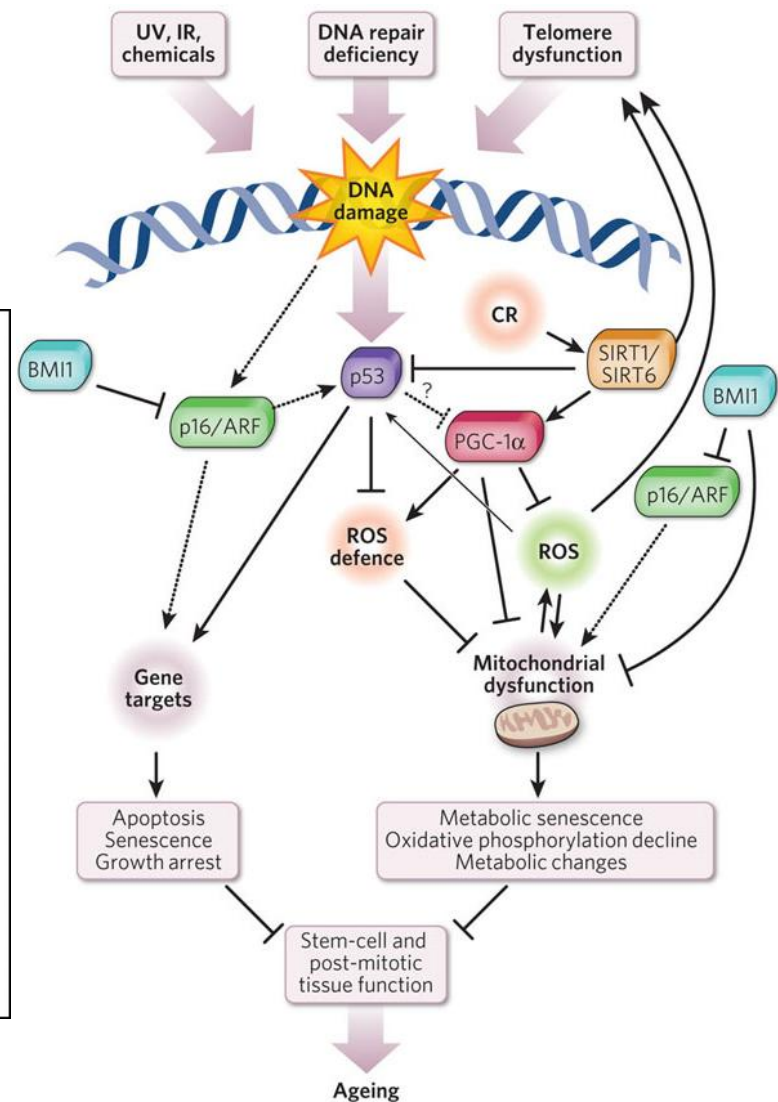 UV, IR,
chemicals
DNA repair
deficiency
Telomere
dysfunction
DNA
damage
CR
SIRT1/
SIRT6
BMI1
p53
?
BMI1
p16/ARF
PGC-1α
p16/ARF
ROS
defence
ROS
Gene
targets
Mitochondrial
dysfunction
Apoptosis
Senescence
Growth arrest
Metabolic senescence
Oxidative phosphorylation decline
Metabolic changes
Stem-cell and
post-mitotic
tissue function
Ageing